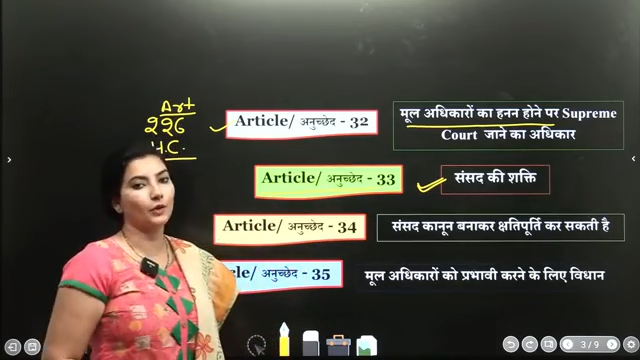 Art
226
H.C.
Article/ अनुच्छेद - 32
मूल अधिकारों का हनन होने पर Supreme
Court जाने का अधिकार
Article/ अनुच्छेद - 33
संसद की शक्ति
Article/ अनुच्छेद - 34
संसद कानून बनाकर क्षतिपूर्ति कर सकती है
cle/ अनुच्छेद - 35
मूल अधिकारों को प्रभावी करने के लिए विधान
3 / 9